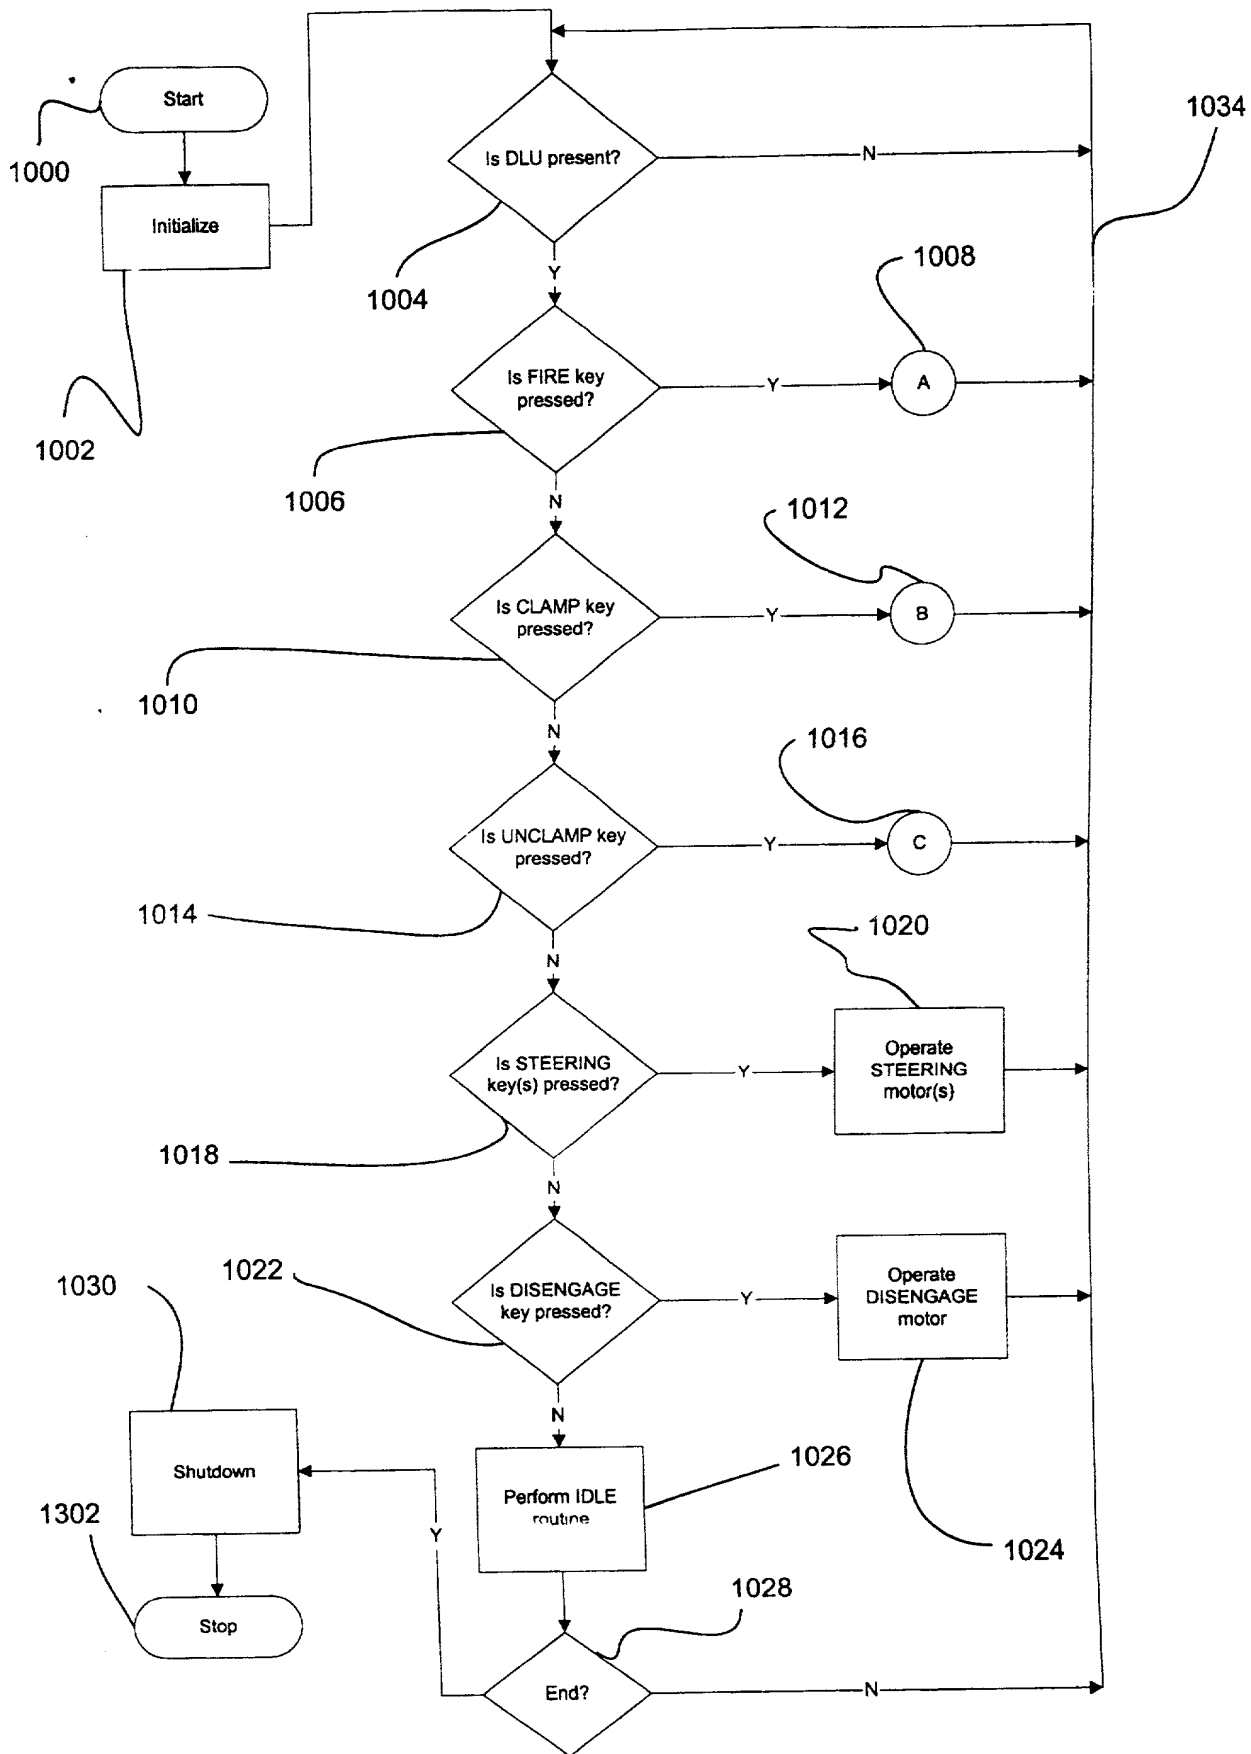 Start
1000
Initialize
1002
Is DLU present?
N
1034
1004
Y
1008
Is FIRE key
pressed?
Y
A
1006
N
1012
Is CLAMP key
pressed?
Y
B
1010
N
1016
Is UNCLAMP key
pressed?
Y
C
1014
N
1020
Is STEERING
key(s) pressed?
Y
Operate
STEERING
motor(s)
1018
N
1022
Is DISENGAGE
key pressed?
Y
Operate
DISENGAGE
motor
1030
N
1024
Shutdown
Perform IDLE
routine
1026
1302
Y
Stop
1028
End?
N